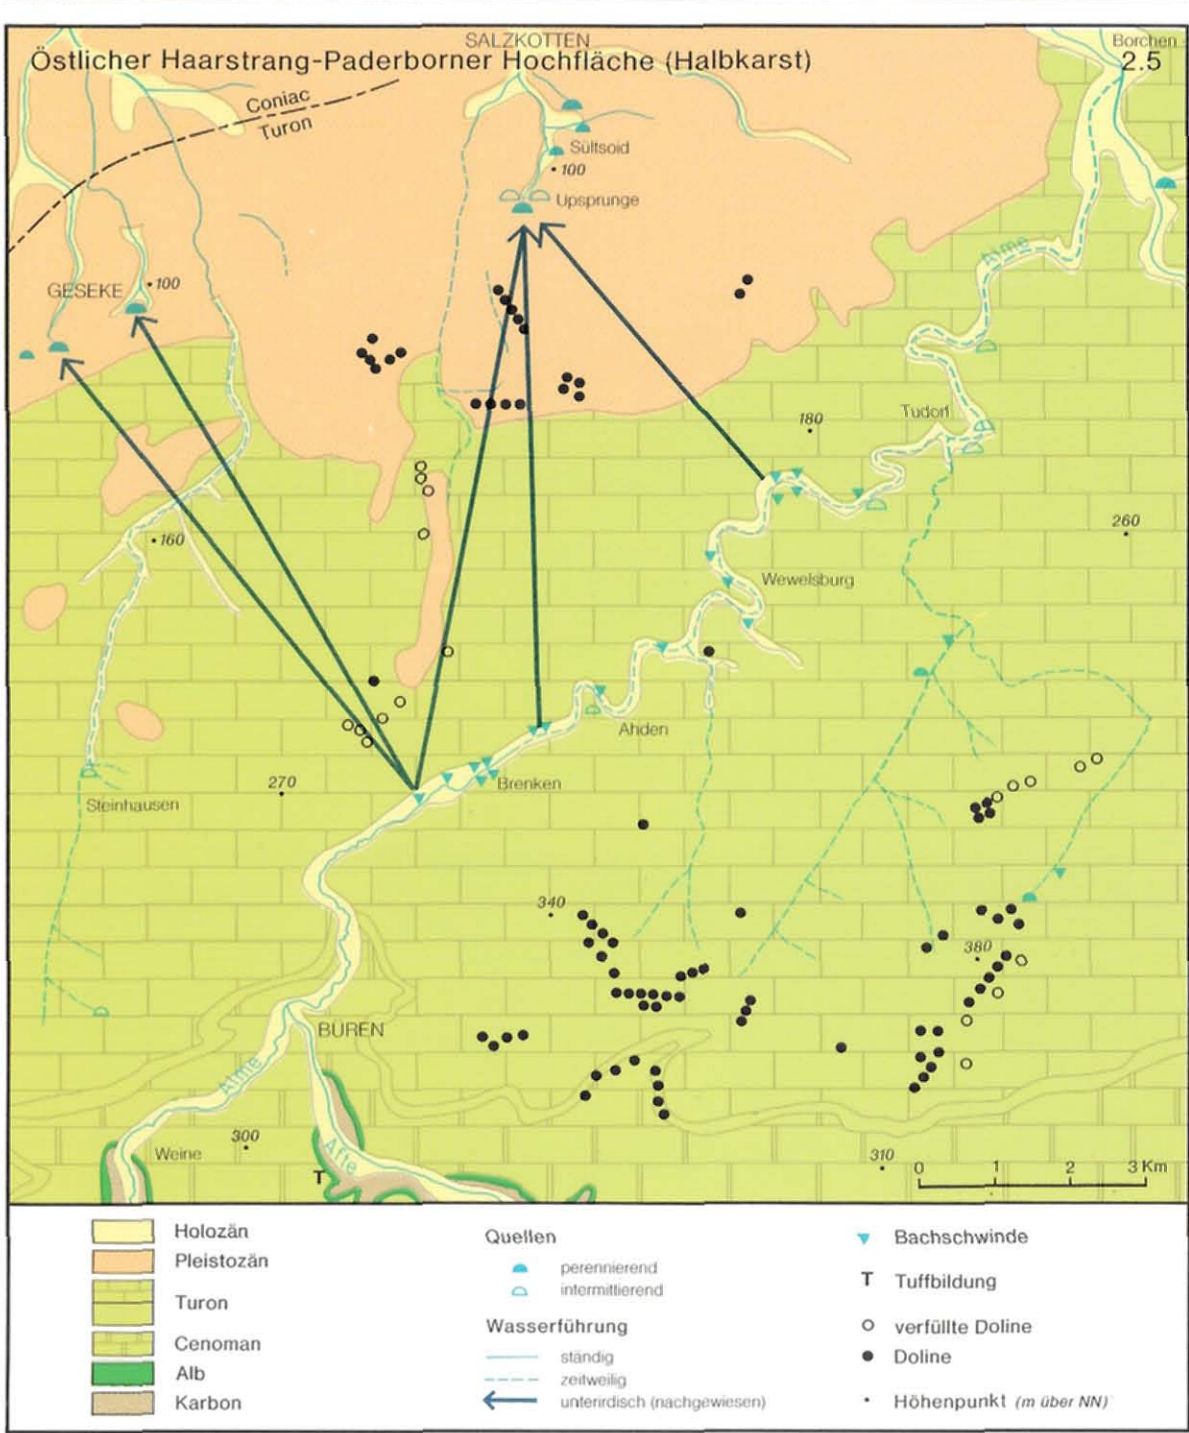 SALZKOTTEN
Borchen
Östlicher Haarstrang-Paderborner Hochfläche (Halbkarst)
2.5
Coniac
Turon
Sültsoid
100
Upsprunge
Alme
GESEKE
100
180
Tudorf
260
160
Wewelsburg
Ahden
270
Brenken
Steinhausen
340
380
BÜREN
Alme
300
Weine
Afte
T
310
0 1 2 3 Km
Holozän
Pleistozän
Turon
Cenoman
Alb
Karbon
Quellen
perennierend
intermittierend
Wasserführung
ständig
zeitweilig
unterirdisch (nachgewiesen)
Bachschwinde
T Tuffbildung
verfüllte Doline
Doline
Höhenpunkt (m über NN)